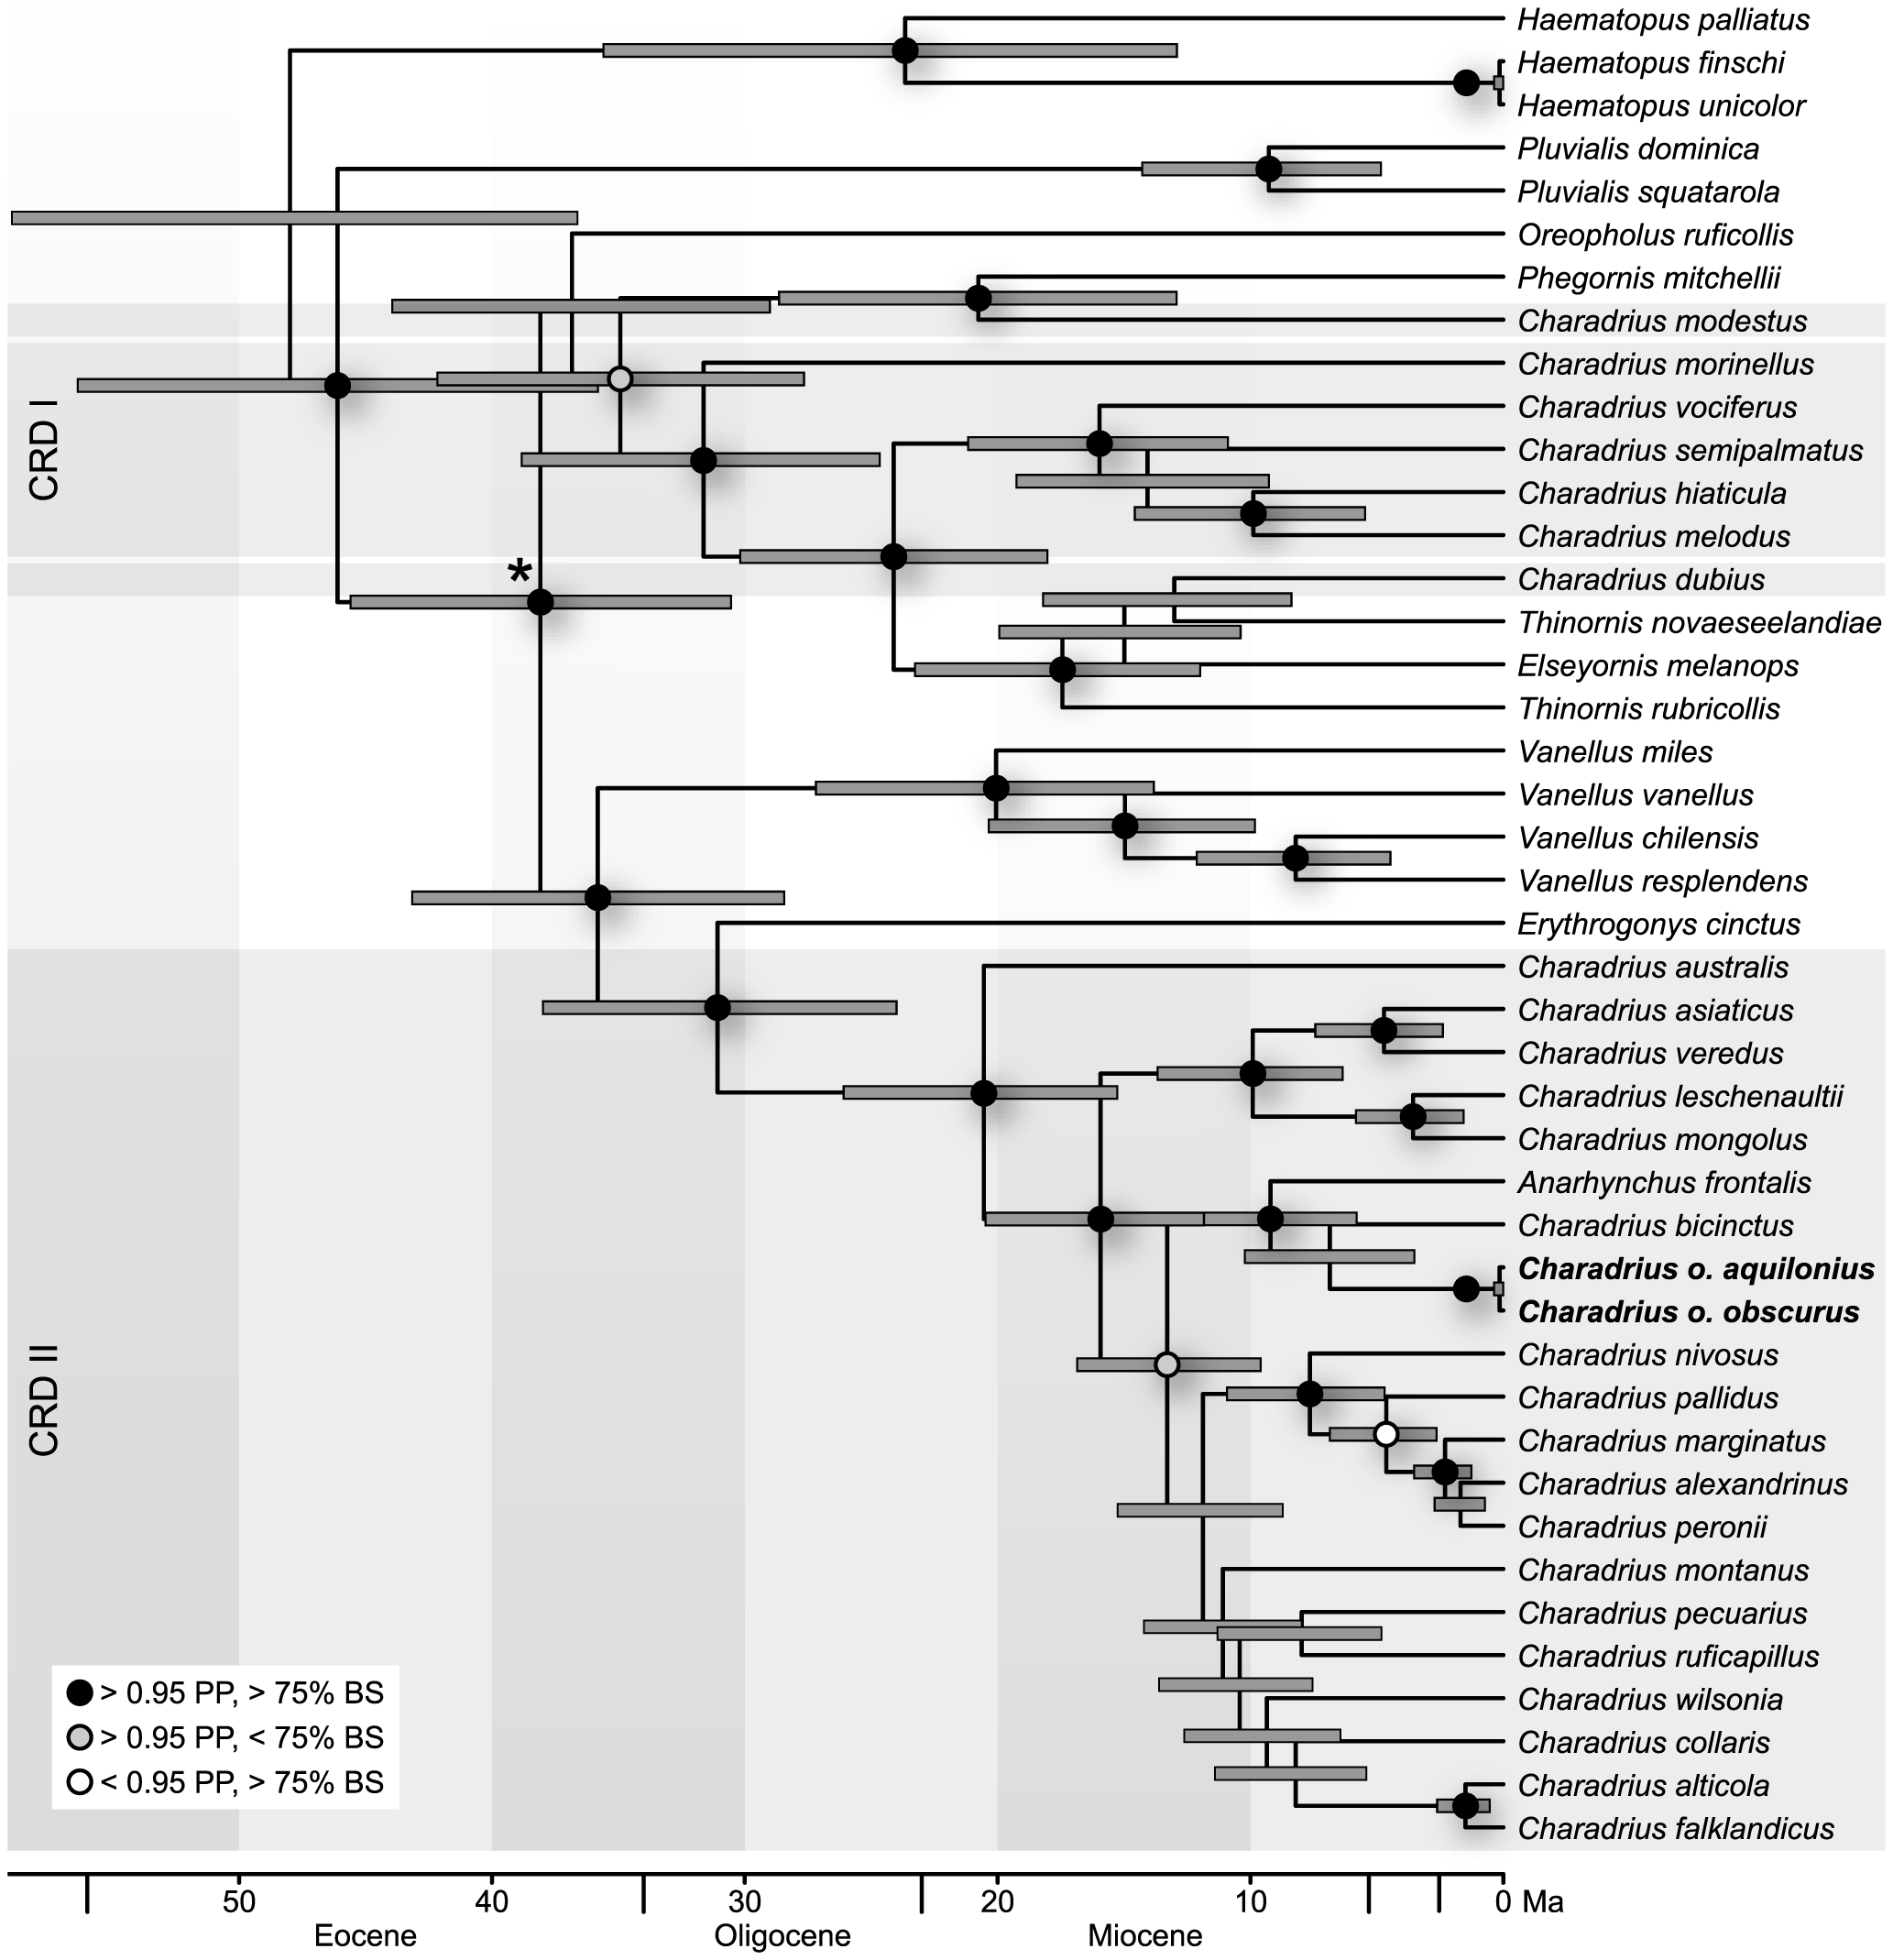 Haematopus palliatus
Haematopus finschi
Haematopus unicolor
Pluvialis dominica
Pluvialis squatarola
Oreopholus ruficollis
Phegornis mitchellii
Charadrius modestus
Charadrius morinellus
Charadrius vociferus
Charadrius semipalmatus
Charadrius hiaticula
Charadrius melodus
Charadrius dubius
Thinornis novaeseelandiae
Elseyornis melanops
Thinornis rubricollis
Vanellus miles
Vanellus vanellus
Vanellus chilensis
Vanellus resplendens
Erythrogonys cinctus
Charadrius australis
Charadrius asiaticus
Charadrius veredus
Charadrius leschenaultii
Charadrius mongolus
Anarhynchus frontalis
Charadrius bicinctus
Charadrius o. aquilonius
Charadrius o. obscurus
Charadrius nivosus
Charadrius pallidus
Charadrius marginatus
Charadrius alexandrinus
Charadrius peronii
Charadrius montanus
Charadrius pecuarius
Charadrius ruficapillus
Charadrius wilsonia
Charadrius collaris
Charadrius alticola
Charadrius falklandicus
CRD I
*
CRD II
> 0.95 PP, > 75% BS
> 0.95 PP, < 75% BS
< 0.95 PP, > 75% BS
50 40 30 20 10 0 Ma
Eocene Oligocene Miocene